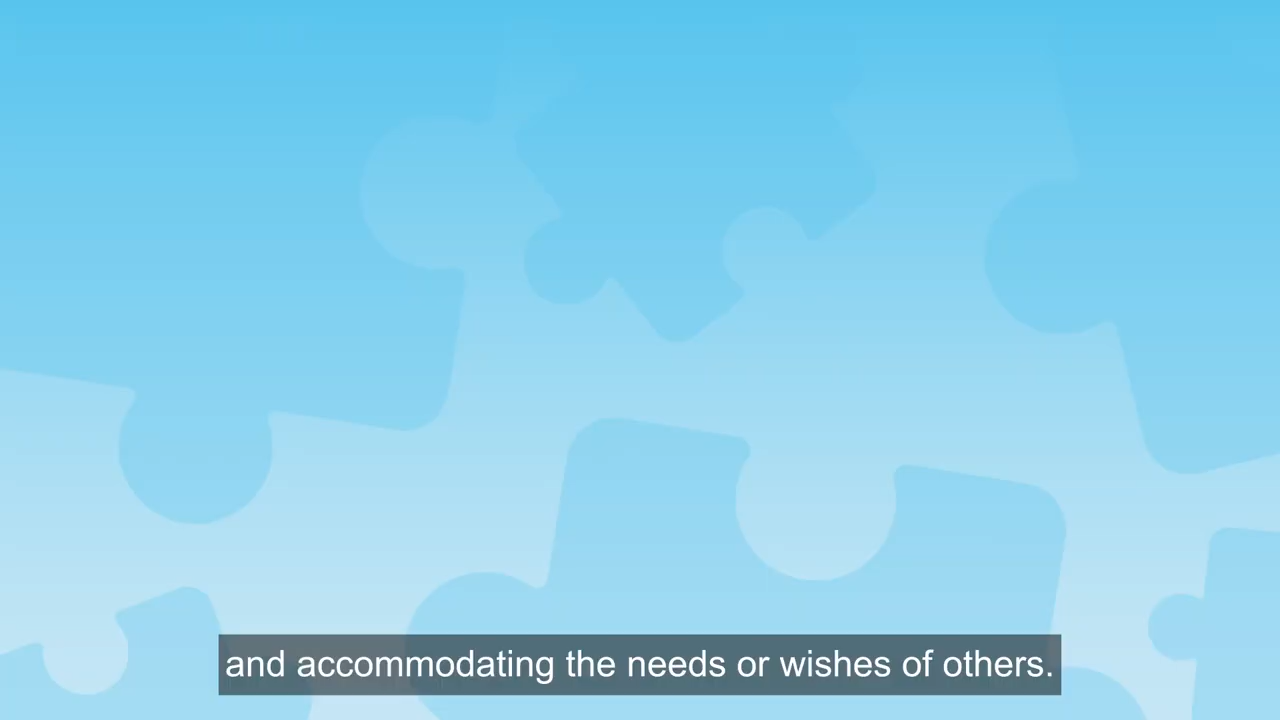 and accommodating the needs or wishes of others.